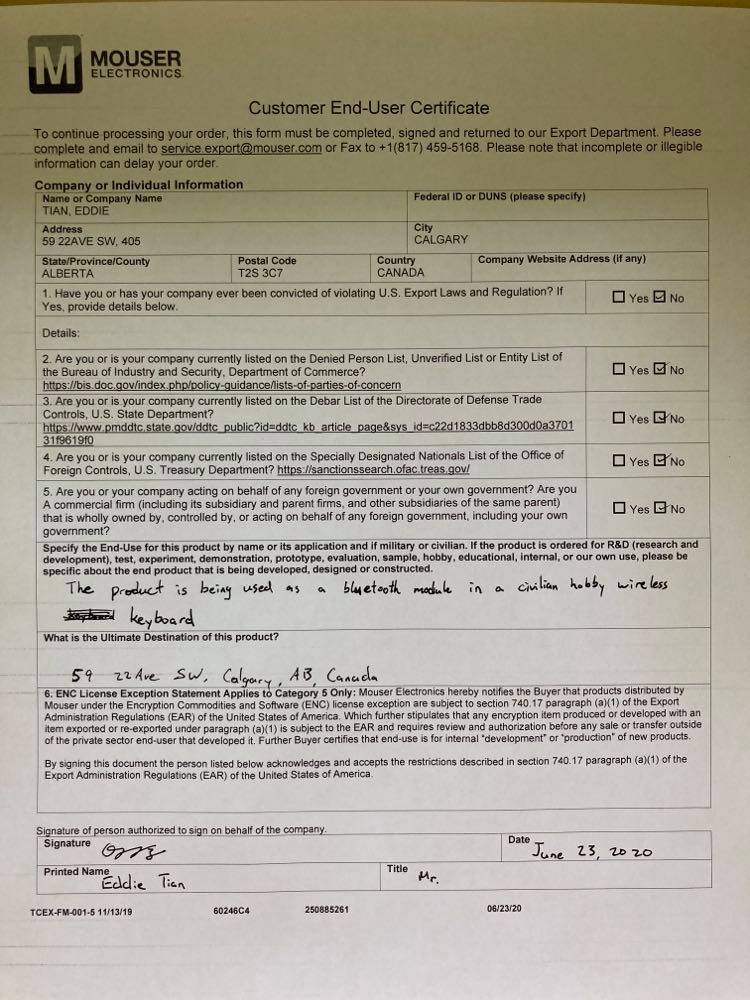 M MOUSER
ELECTRONICS
Customer End-User Certificate
To continue processing your order, this form must be completed, signed and returned to our Export Department. Please
complete and email to service.export@mouser.com or Fax to +1(817) 459-5168. Please note that incomplete or illegible
information can delay your order.
Company or Individual Information
Name or Company Name
TIAN, EDDIE
Federal ID or DUNS (please specify)
Address
59 22AVE SW, 405
City
CALGARY
State/Province/County
ALBERTA
Postal Code
T2S 3C7
Country
CANADA
Company Website Address (if any)
1. Have you or has your company ever been convicted of violating U.S. Export Laws and Regulation? If
Yes, provide details below.
☐ Yes ☑ No
Details:
2. Are you or is your company currently listed on the Denied Person List, Unverified List or Entity List of
the Bureau of Industry and Security, Department of Commerce?
https://bis.doc.gov/index.php/policy-guidance/lists-of-parties-of-concern
☐ Yes ☑ No
3. Are you or is your company currently listed on the Debar List of the Directorate of Defense Trade
Controls, U.S. State Department?
https://www.pmddtc.state.gov/ddtc_public?id=ddtc_kb_article_page&sys_id=c22d1833dbb8d300d0a3701
31f9619f0
☐ Yes ☑ No
4. Are you or is your company currently listed on the Specially Designated Nationals List of the Office of
Foreign Controls, U.S. Treasury Department? https://sanctionssearch.ofac.treas.gov/
☐ Yes ☑ No
5. Are you or your company acting on behalf of any foreign government or your own government? Are you
A commercial firm (including its subsidiary and parent firms, and other subsidiaries of the same parent)
that is wholly owned by, controlled by, or acting on behalf of any foreign government, including your own
government?
☐ Yes ☑ No
Specify the End-Use for this product by name or its application and if military or civilian. If the product is ordered for R&D (research and
development), test, experiment, demonstration, prototype, evaluation, sample, hobby, educational, internal, or our own use, please be
specific about the end product that is being developed, designed or constructed.
The product is being used as a bluetooth module in a civilian hobby wireless
keyboard
What is the Ultimate Destination of this product?
59 22 Ave SW, Calgary, AB, Canada
6. ENC License Exception Statement Applies to Category 5 Only: Mouser Electronics hereby notifies the Buyer that products distributed by
Mouser under the Encryption Commodities and Software (ENC) license exception are subject to section 740.17 paragraph (a)(1) of the Export
Administration Regulations (EAR) of the United States of America. Which further stipulates that any encryption item produced or developed with an
item exported or re-exported under paragraph (a)(1) is subject to the EAR and requires review and authorization before any sale or transfer outside
of the private sector end-user that developed it. Further Buyer certifies that end-use is for internal "development" or "production" of new products.
By signing this document the person listed below acknowledges and accepts the restrictions described in section 740.17 paragraph (a)(1) of the
Export Administration Regulations (EAR) of the United States of America.
Signature of person authorized to sign on behalf of the company.
Signature
Date
June 23, 2020
Printed Name
Eddie Tian
Title
Mr.
TCEX-FM-001-5 11/13/19 60246C4 250885261 06/23/20